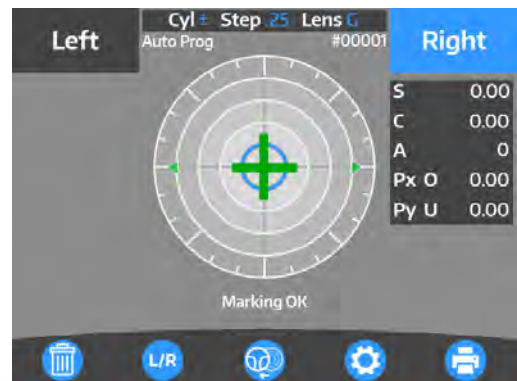 Left
Cyl ± Step .25 Lens G
Right
Auto Prog #00001
S 0.00
C 0.00
A 0
Px O 0.00
Py U 0.00
Marking OK
L/R